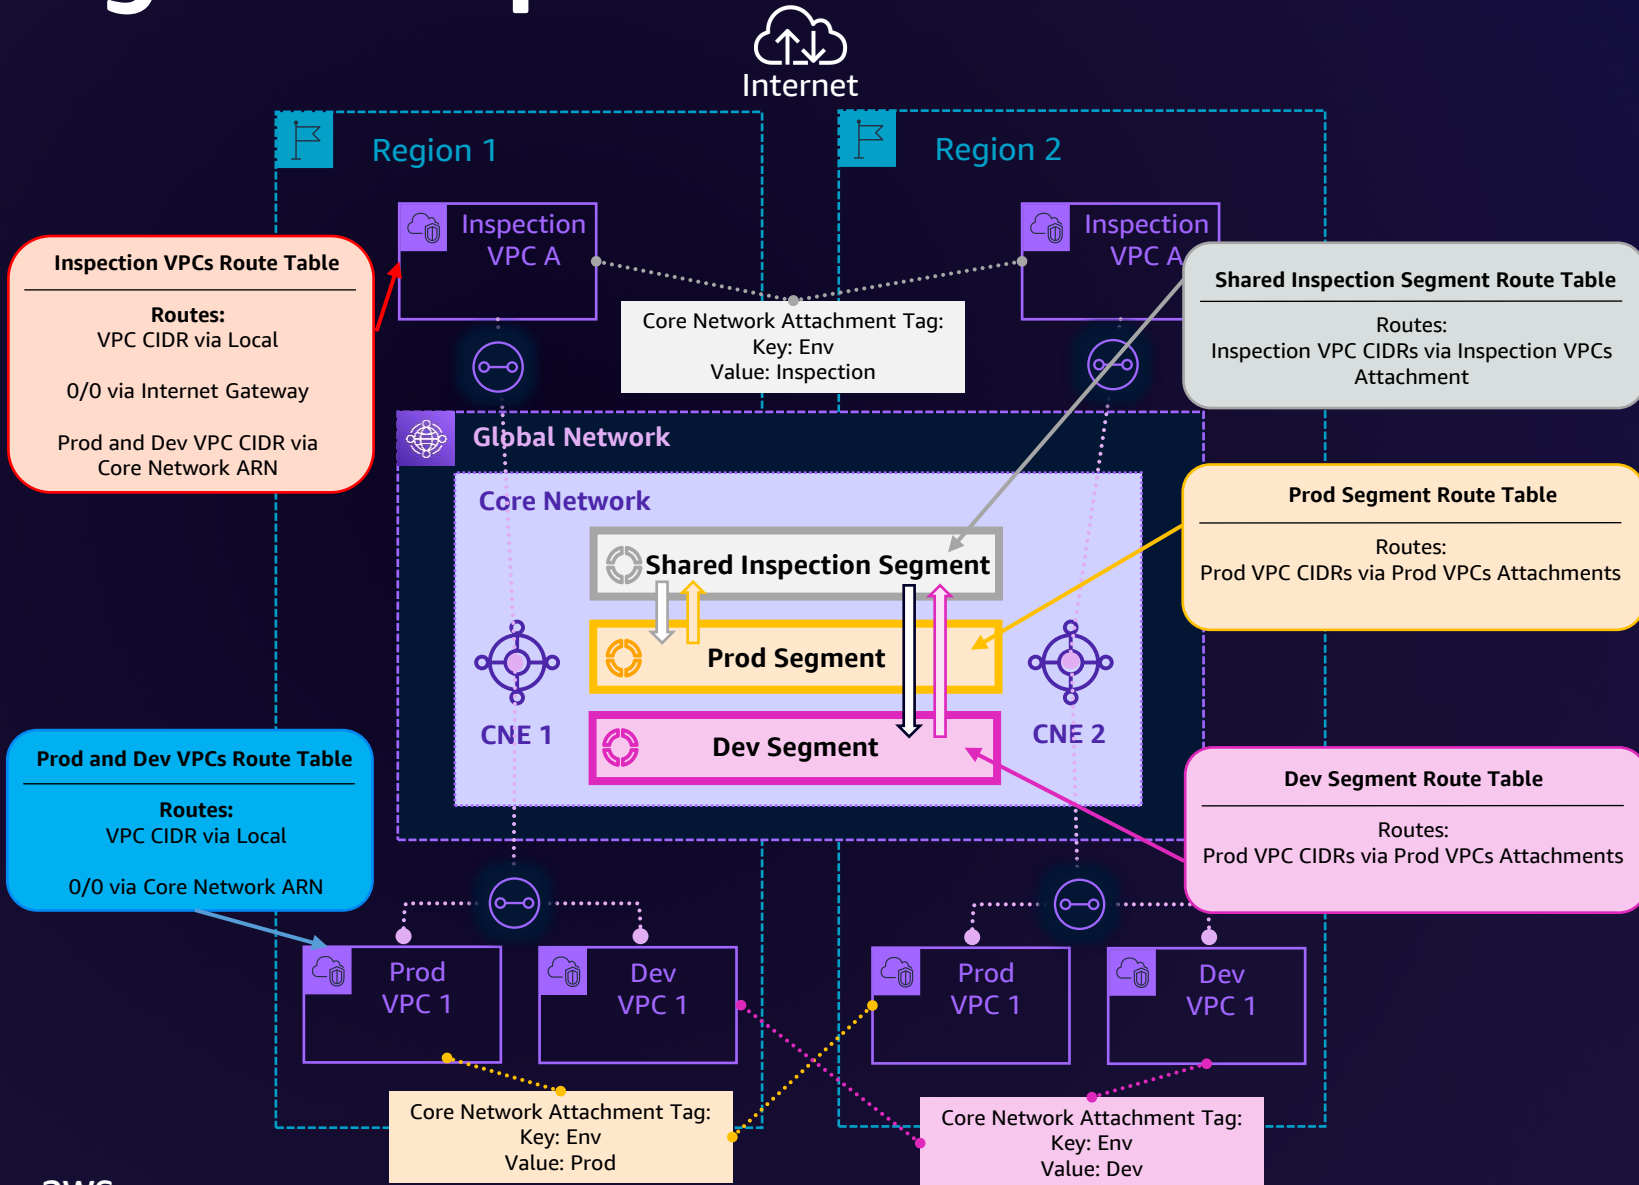 Internet
Region 1
Region 2
Inspection
VPC A
Inspection
VPC A
Inspection VPCs Route Table
Routes:
VPC CIDR via Local
0/0 via Internet Gateway
Prod and Dev VPC CIDR via
Core Network ARN
Core Network Attachment Tag:
Key: Env
Value: Inspection
Shared Inspection Segment Route Table
Routes:
Inspection VPC CIDRs via Inspection VPCs
Attachment
Global Network
Core Network
Shared Inspection Segment
Prod Segment
Dev Segment
CNE 1
CNE 2
Prod Segment Route Table
Routes:
Prod VPC CIDRs via Prod VPCs Attachments
Prod and Dev VPCs Route Table
Routes:
VPC CIDR via Local
0/0 via Core Network ARN
Dev Segment Route Table
Routes:
Prod VPC CIDRs via Prod VPCs Attachments
Prod
VPC 1
Dev
VPC 1
Prod
VPC 1
Dev
VPC 1
Core Network Attachment Tag:
Key: Env
Value: Prod
Core Network Attachment Tag:
Key: Env
Value: Dev
aws